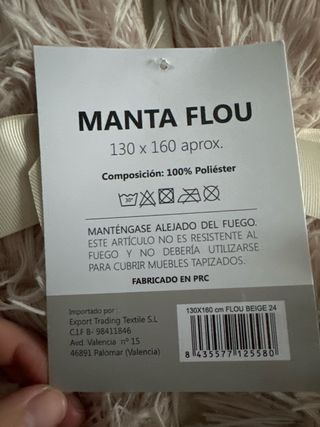 MANTA FLOU
130 x 160 aprox.
Composición: 100% Poliéster
MANTÉNGASE ALEJADO DEL FUEGO.
ESTE ARTÍCULO NO ES RESISTENTE AL
FUEGO Y NO DEBERÍA UTILIZARSE
PARA CUBRIR MUEBLES TAPIZADOS.
FABRICADO EN PRC
Importado por :
Export Trading Textile S.L
C.I.F B- 98411846
Avd. Valencia nº 15
46891 Palomar (Valencia)
130X160 cm FLOU BEIGE 24
8 435577 125580